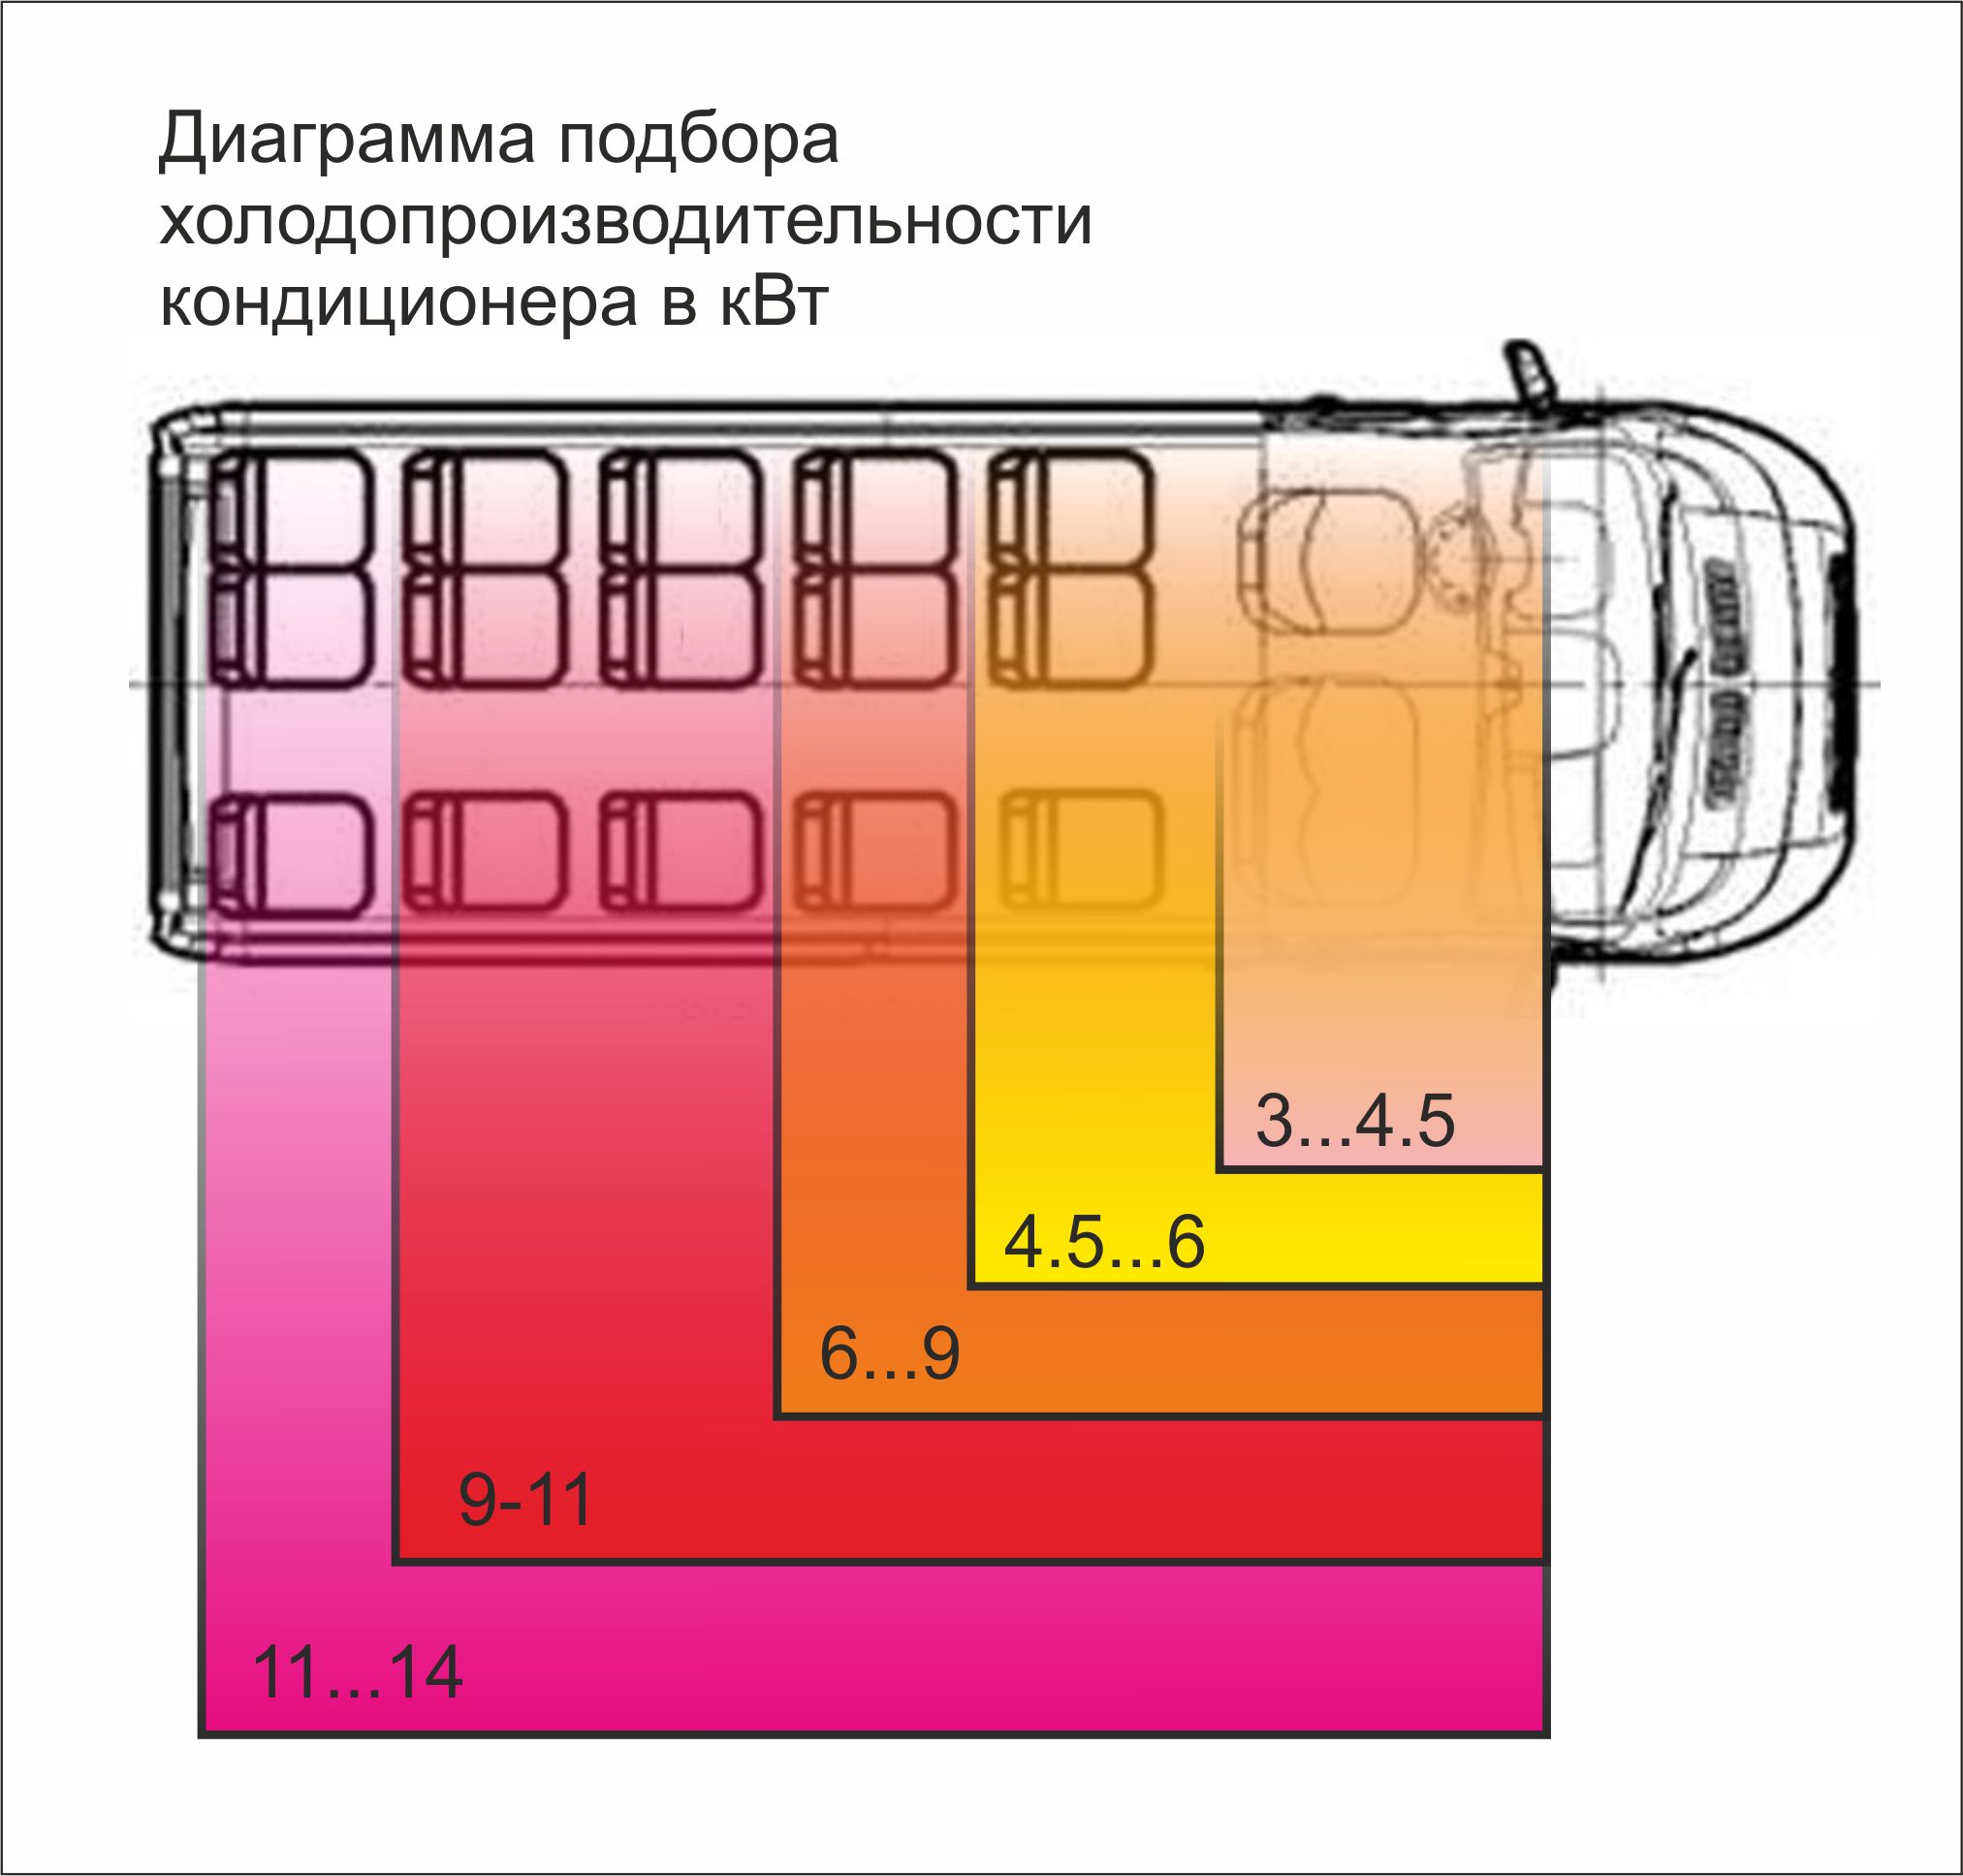 Диаграмма подбора
холодопроизводительности
кондиционера в кВт
3...4.5
4.5...6
6...9
9-11
11...14